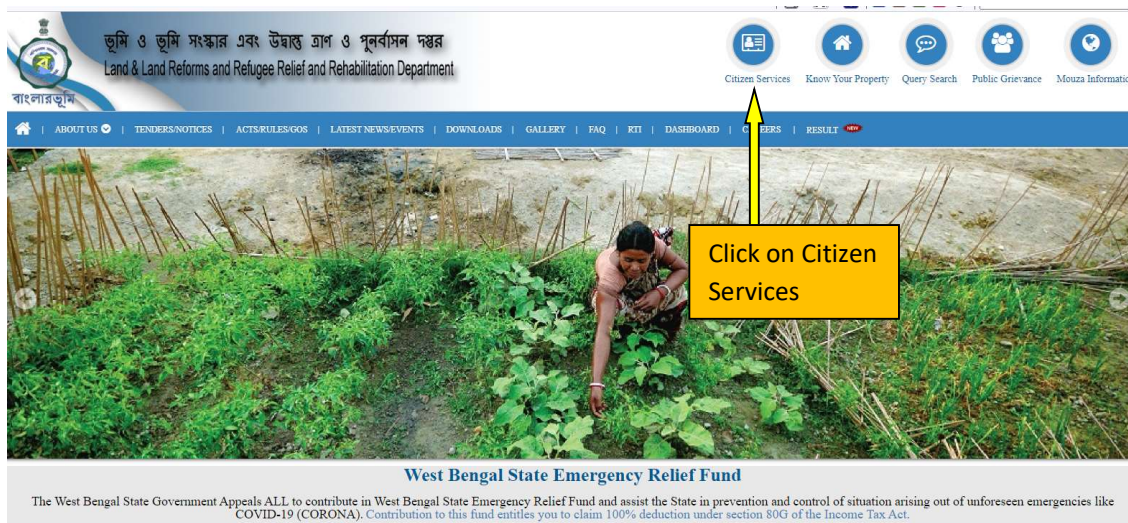 ভূমি ও ভূমি সংস্কার এবং উদ্বাস্তু ত্রাণ ও পুনর্বাসন দপ্তর
Land & Land Reforms and Refugee Relief and Rehabilitation Department
বাংলারভূমি
Citizen Services
Know Your Property
Query Search
Public Grievance
Mouza Informatio
ABOUT US | TENDERS/NOTICES | ACTS/RULES/GOS | LATEST NEWS/EVENTS | DOWNLOADS | GALLERY | FAQ | RTI | DASHBOARD | C EERS | RESULT NEW
Click on Citizen
Services
West Bengal State Emergency Relief Fund
The West Bengal State Government Appeals ALL to contribute in West Bengal State Emergency Relief Fund and assist the State in prevention and control of situation arising out of unforeseen emergencies like
COVID-19 (CORONA). Contribution to this fund entitles you to claim 100% deduction under section 80G of the Income Tax Act.